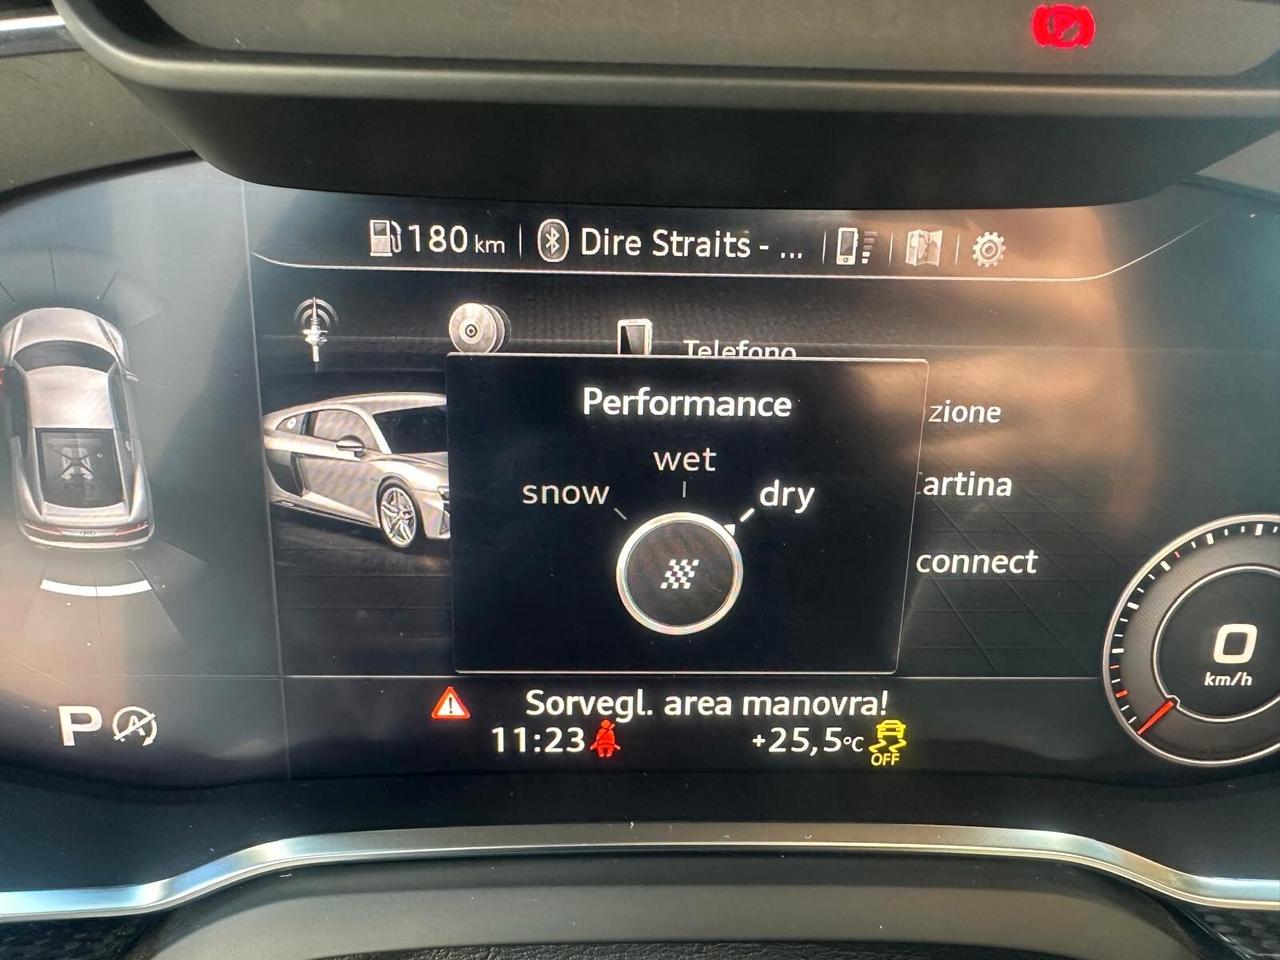 180 km Dire Straits - ...
Telefono
Performance
zione
wet
snow
dry
artina
connect
0
km/h
Sorvegl. area manovra!
P A
11:23 +25,5°C
OFF